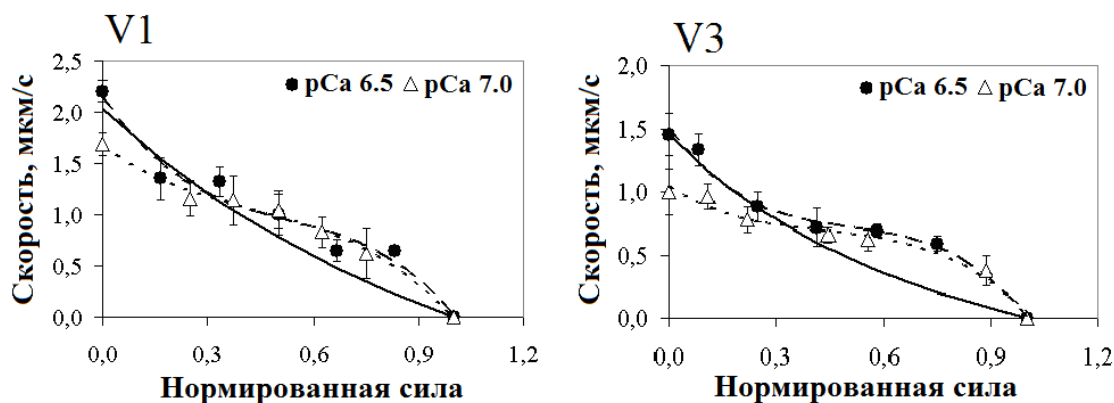 V1
● pCa 6.5 △ pCa 7.0
Скорость, мкм/с
2,5
2,0
1,5
1,0
0,5
0,0
0,0 0,3 0,6 0,9 1,2
Нормированная сила
V3
● pCa 6.5 △ pCa 7.0
Скорость, мкм/с
2,0
1,5
1,0
0,5
0,0
0,0 0,3 0,6 0,9 1,2
Нормированная сила